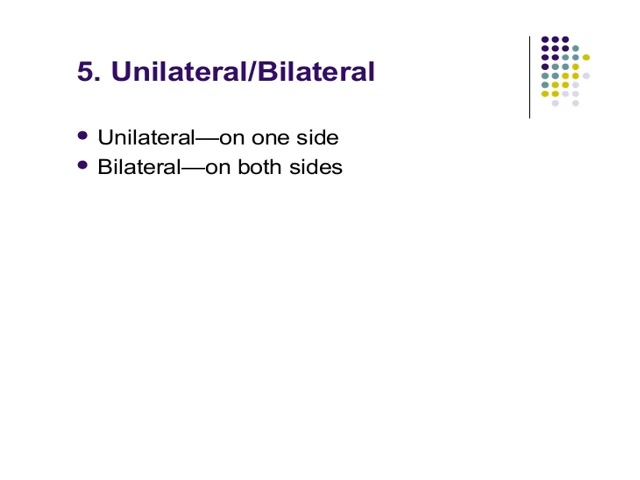 5. Unilateral/Bilateral
Unilateral—on one side
Bilateral—on both sides